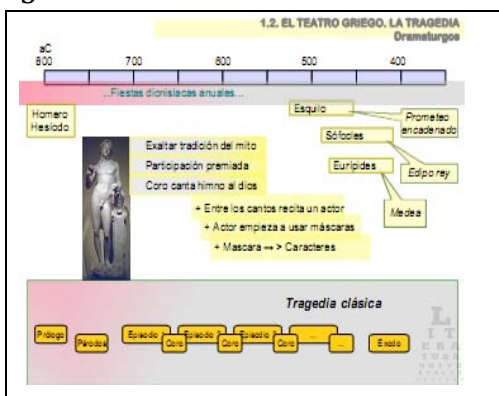 1.2. EL TEATRO GRIEGO. LA TRAGEDIA
Dramaturgos
aC
800 700 600 500 400
...Fiestas dionisiacas anuales...
Homero
Hesíodo
Esquilo
Prometeo
encadenado
Sófocles
Edipo rey
Eurípides
Medea
Exaltar tradición del mito
Participación premiada
Coro canta himno al dios
+ Entre los cantos recita un actor
+ Actor empieza a usar máscaras
+ Mascara → > Caracteres
Tragedia clásica
Prólogo
Párodos
Episodio 1
Coro
Episodio 2
Coro
Episodio 3
Coro
...
...
Éxodo
L
I T
E R A
T U R A